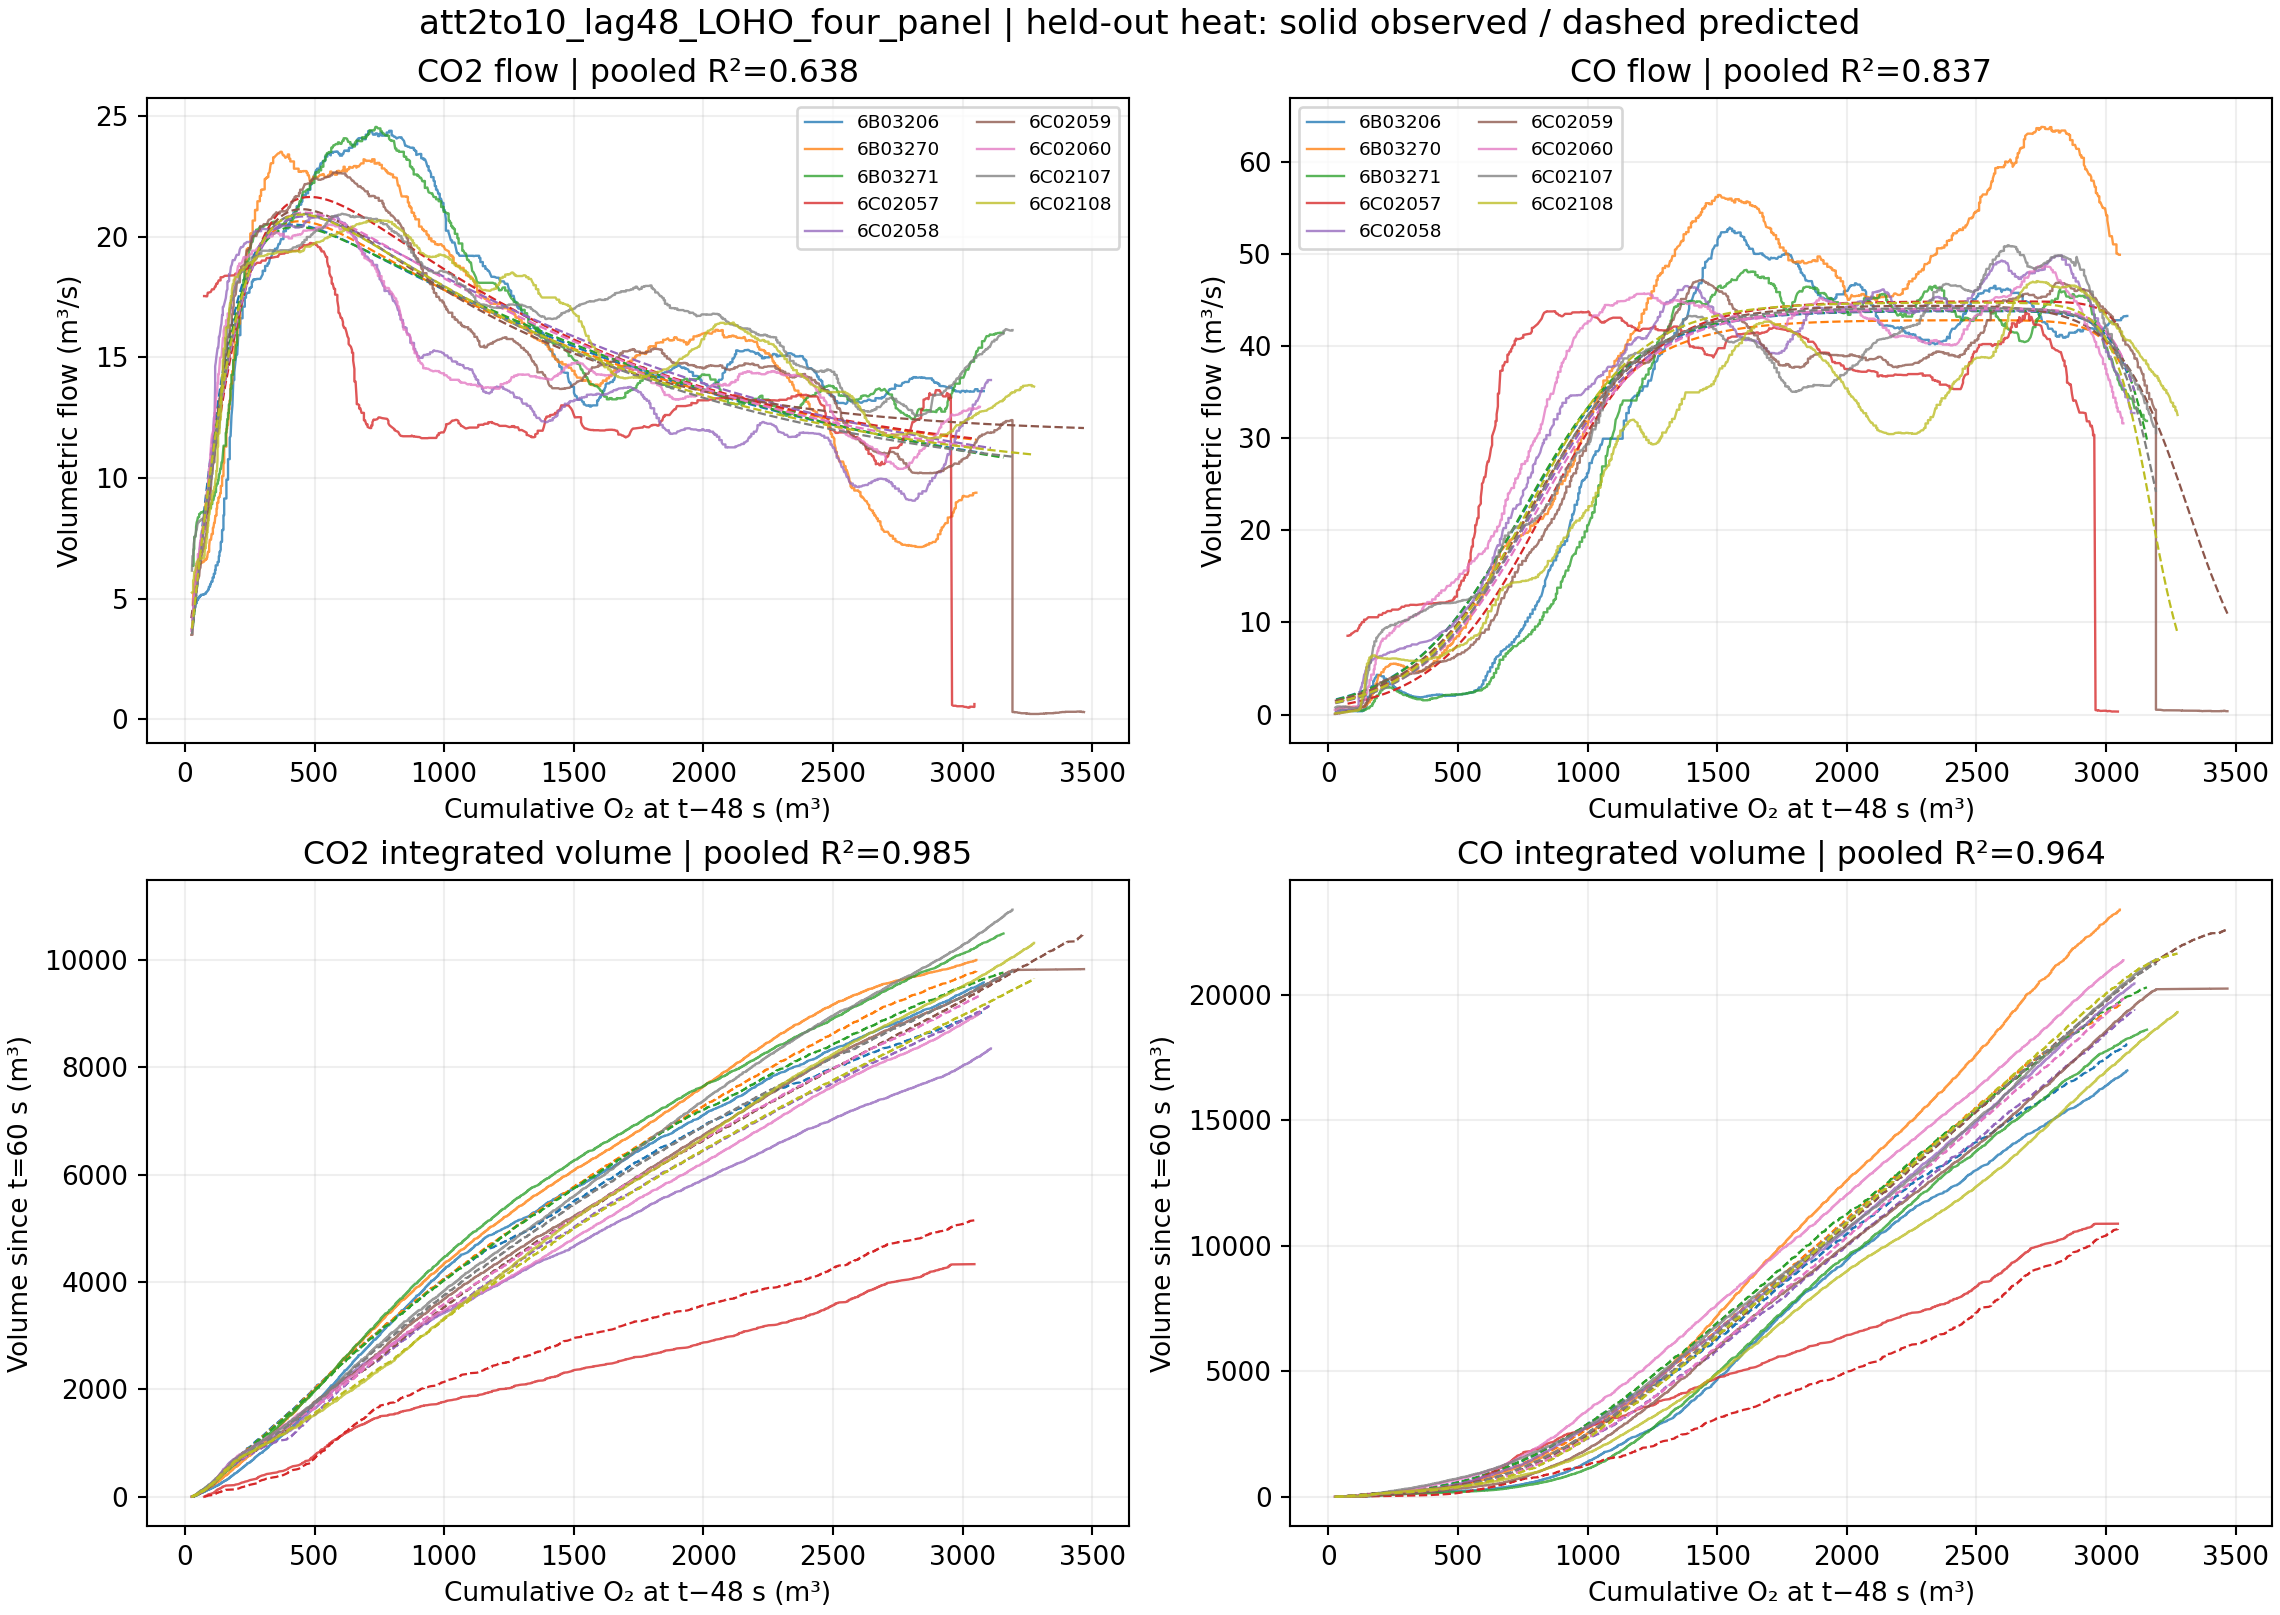 att2to10_lag48_LOHO_four_panel | held-out heat: solid observed / dashed predicted
CO2 flow | pooled R²=0.638
25
20
15
10
5
0
Volumetric flow (m³/s)
6B03206
6B03270
6B03271
6C02057
6C02058
6C02059
6C02060
6C02107
6C02108
0 500 1000 1500 2000 2500 3000 3500
Cumulative O₂ at t−48 s (m³)
CO flow | pooled R²=0.837
60
50
40
30
20
10
0
Volumetric flow (m³/s)
6B03206
6B03270
6B03271
6C02057
6C02058
6C02059
6C02060
6C02107
6C02108
0 500 1000 1500 2000 2500 3000 3500
Cumulative O₂ at t−48 s (m³)
CO2 integrated volume | pooled R²=0.985
10000
8000
6000
4000
2000
0
Volume since t=60 s (m³)
0 500 1000 1500 2000 2500 3000 3500
Cumulative O₂ at t−48 s (m³)
CO integrated volume | pooled R²=0.964
20000
15000
10000
5000
0
Volume since t=60 s (m³)
0 500 1000 1500 2000 2500 3000 3500
Cumulative O₂ at t−48 s (m³)